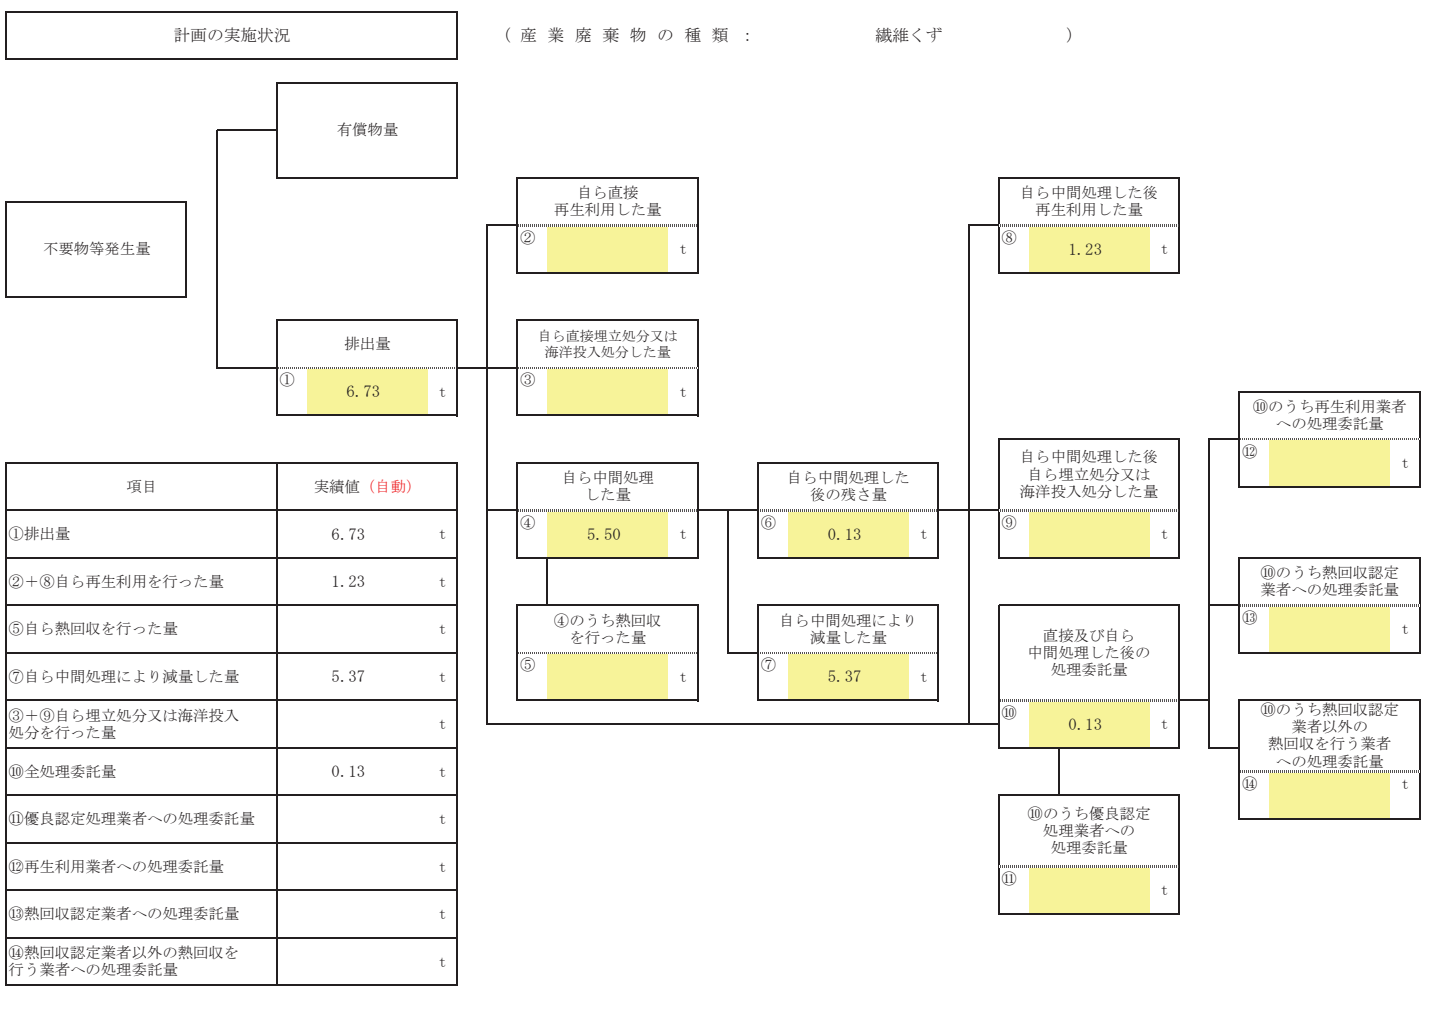 計画の実施状況
（産業廃棄物の種類：　繊維くず　）
有償物量
不要物等発生量
排出量
① 6.73 t
自ら直接
再生利用した量
② t
自ら直接埋立処分又は
海洋投入処分した量
③ t
自ら中間処理
した量
④ 5.50 t
④のうち熱回収
を行った量
⑤ t
自ら中間処理した
後の残さ量
⑥ 0.13 t
自ら中間処理により
減量した量
⑦ 5.37 t
自ら中間処理した後
再生利用した量
⑧ 1.23 t
自ら中間処理した後
自ら埋立処分又は
海洋投入処分した量
⑨ t
直接及び自ら
中間処理した後の
処理委託量
⑩ 0.13 t
⑩のうち優良認定
処理業者への
処理委託量
⑪ t
⑩のうち再生利用業者
への処理委託量
⑫ t
⑩のうち熱回収認定
業者への処理委託量
⑬ t
⑩のうち熱回収認定
業者以外の
熱回収を行う業者
への処理委託量
⑭ t
項目 実績値（自動）
①排出量 6.73 t
②＋⑧自ら再生利用を行った量 1.23 t
⑤自ら熱回収を行った量 t
⑦自ら中間処理により減量した量 5.37 t
③＋⑨自ら埋立処分又は海洋投入
処分を行った量 t
⑩全処理委託量 0.13 t
⑪優良認定処理業者への処理委託量 t
⑫再生利用業者への処理委託量 t
⑬熱回収認定業者への処理委託量 t
⑭熱回収認定業者以外の熱回収を
行う業者への処理委託量 t